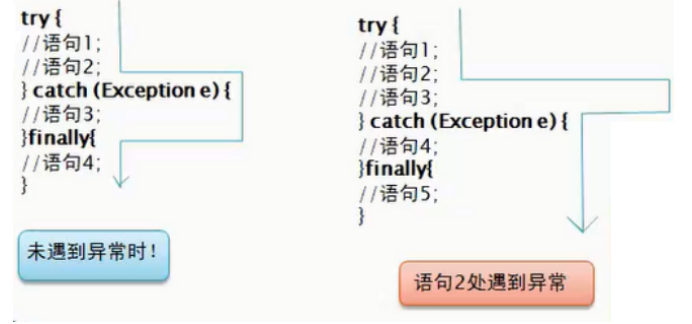 try {
//语句1;
//语句2;
} catch (Exception e) {
//语句3;
}finally{
//语句4;
}
未遇到异常时!
try {
//语句1;
//语句2;
//语句3;
} catch (Exception e) {
//语句4;
}finally{
//语句5;
}
语句2处遇到异常